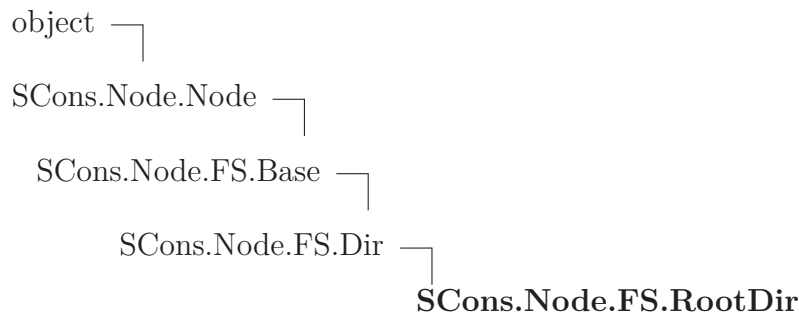 object
SCons.Node.Node
SCons.Node.FS.Base
SCons.Node.FS.Dir
SCons.Node.FS.RootDir